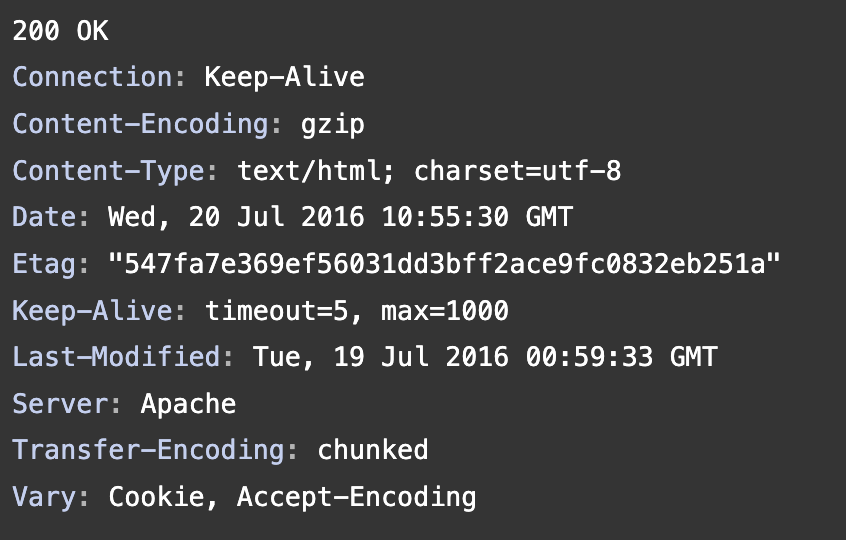 200 OK
Connection: Keep-Alive
Content-Encoding: gzip
Content-Type: text/html; charset=utf-8
Date: Wed, 20 Jul 2016 10:55:30 GMT
Etag: "547fa7e369ef56031dd3bff2ace9fc0832eb251a"
Keep-Alive: timeout=5, max=1000
Last-Modified: Tue, 19 Jul 2016 00:59:33 GMT
Server: Apache
Transfer-Encoding: chunked
Vary: Cookie, Accept-Encoding